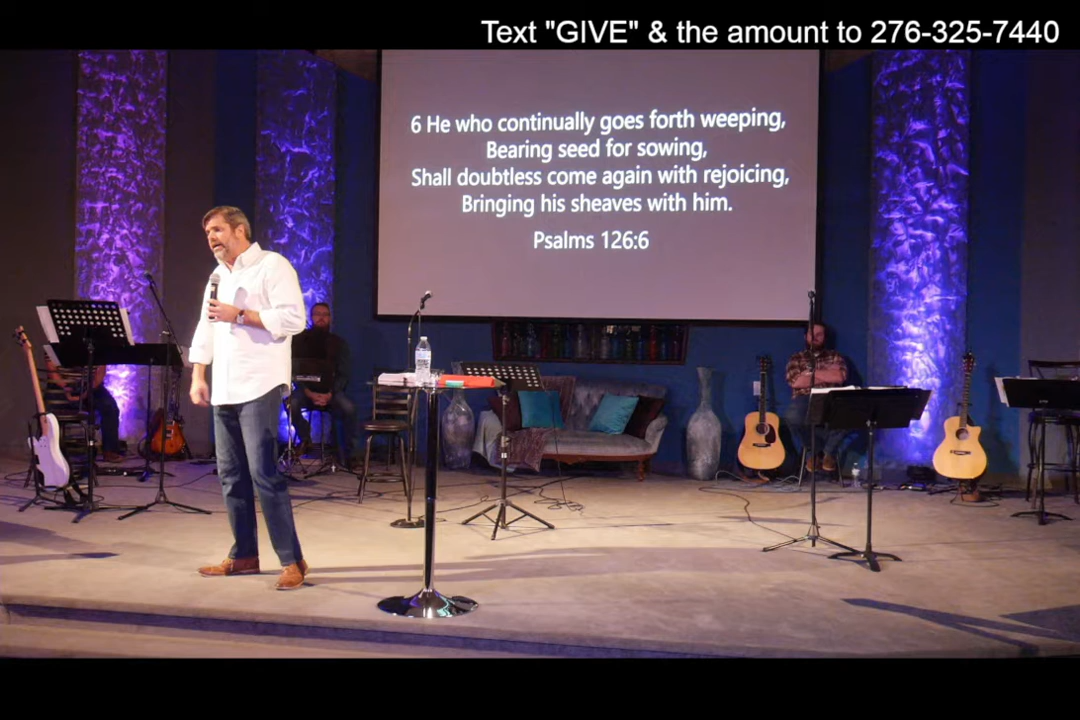 Text "GIVE" & the amount to 276-325-7440
6 He who continually goes forth weeping,
Bearing seed for sowing,
Shall doubtless come again with rejoicing,
Bringing his sheaves with him.
Psalms 126:6